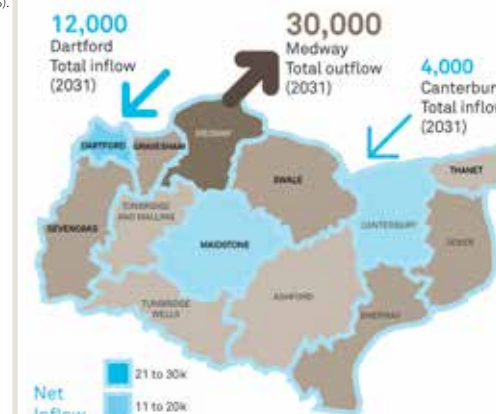 12,000
Dartford
Total inflow
(2031)
30,000
Medway
Total outflow
(2031)
4,000
Canterbur
Total inflo
(2031)
MEDWAY
DARTFORD
GRAVESHAM
THANET
SWALE
SEVENOAKS
TONBRIDGE
AND MALLING
MAIDSTONE
CANTERBURY
DOVER
ASHFORD
TUNBRIDGE
WELLS
SHEPWAY
21 to 30k
Net
Inflow
11 to 20k